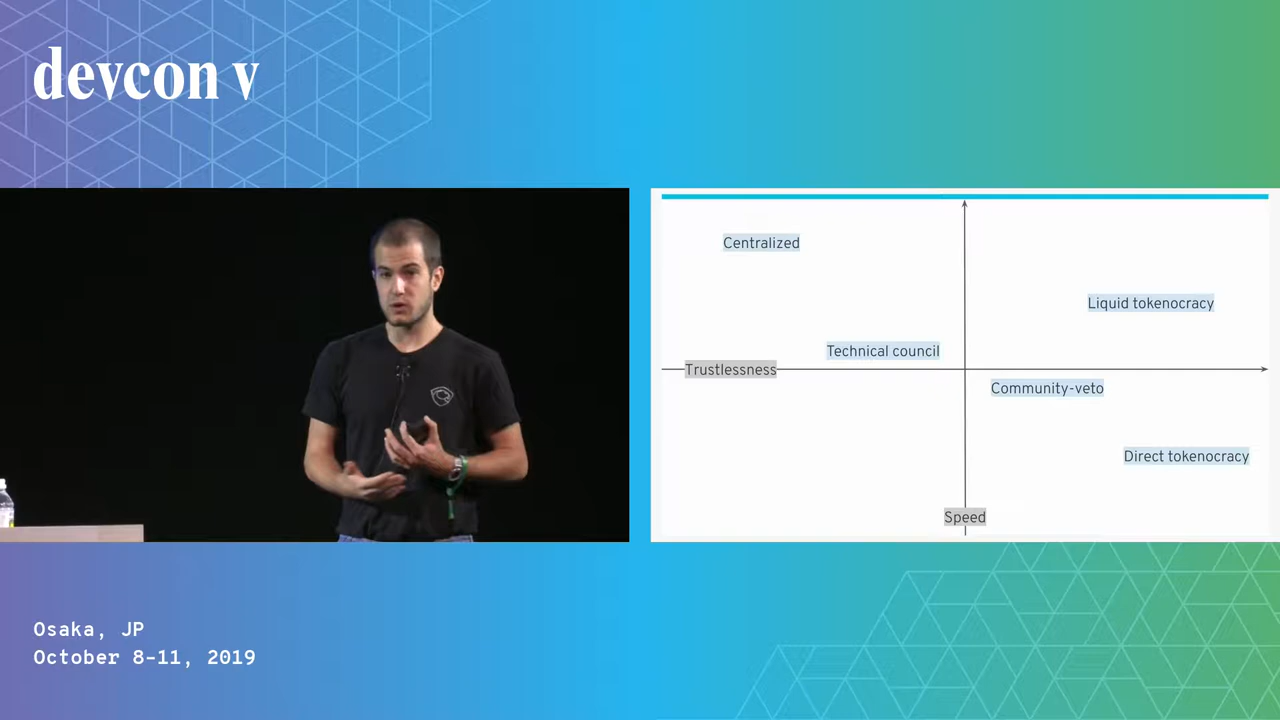 devcon v
Centralized
Liquid tokenocracy
Technical council
Trustlessness
Community-veto
Direct tokenocracy
Speed
Osaka, JP
October 8-11, 2019